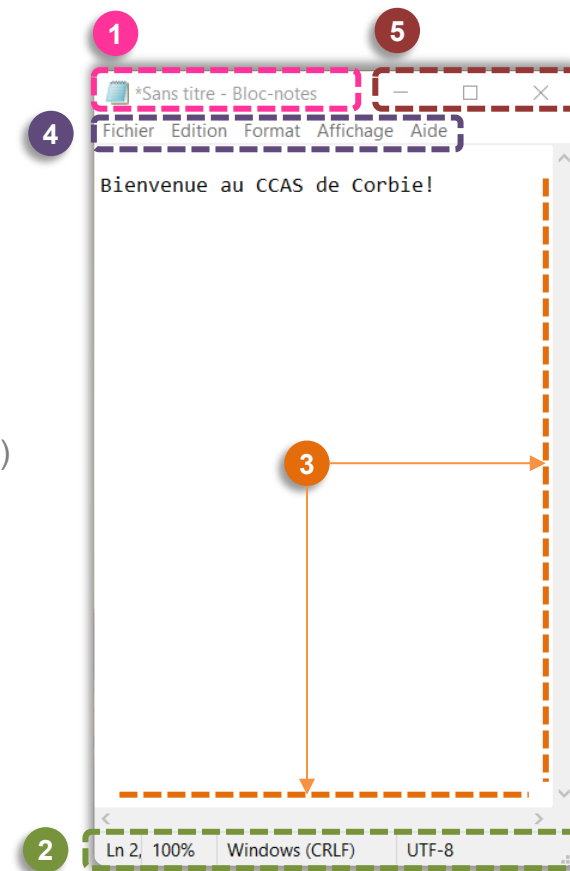 1
5
*Sans titre - Bloc-notes
4
Fichier Edition Format Affichage Aide
Bienvenue au CCAS de Corbie!
)
3
2
Ln 2, 100% Windows (CRLF) UTF-8